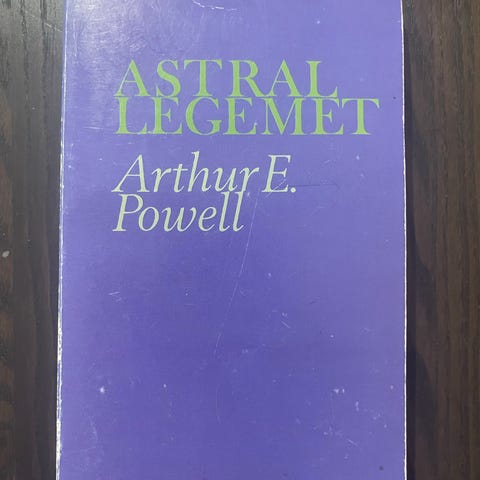 ASTRAL
LEGEMET
Arthur E.
Powell